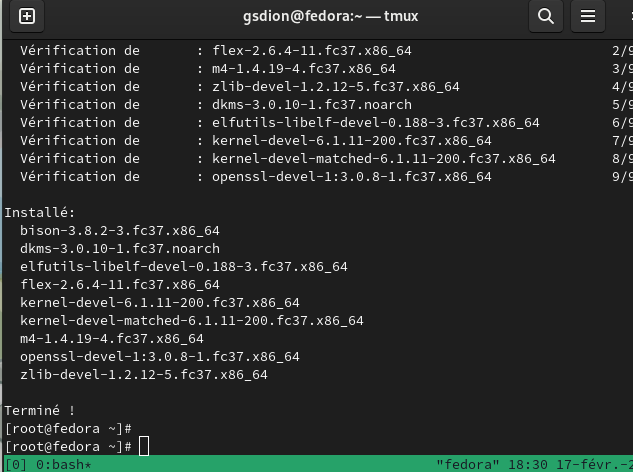 gsdion@fedora:~ — tmux
Vérification de : flex-2.6.4-11.fc37.x86_64 2/9
Vérification de : m4-1.4.19-4.fc37.x86_64 3/9
Vérification de : zlib-devel-1.2.12-5.fc37.x86_64 4/9
Vérification de : dkms-3.0.10-1.fc37.noarch 5/9
Vérification de : elfutils-libelf-devel-0.188-3.fc37.x86_64 6/9
Vérification de : kernel-devel-6.1.11-200.fc37.x86_64 7/9
Vérification de : kernel-devel-matched-6.1.11-200.fc37.x86_64 8/9
Vérification de : openssl-devel-1:3.0.8-1.fc37.x86_64 9/9
Installé:
bison-3.8.2-3.fc37.x86_64
dkms-3.0.10-1.fc37.noarch
elfutils-libelf-devel-0.188-3.fc37.x86_64
flex-2.6.4-11.fc37.x86_64
kernel-devel-6.1.11-200.fc37.x86_64
kernel-devel-matched-6.1.11-200.fc37.x86_64
m4-1.4.19-4.fc37.x86_64
openssl-devel-1:3.0.8-1.fc37.x86_64
zlib-devel-1.2.12-5.fc37.x86_64
Terminé !
[root@fedora ~]#
[root@fedora ~]#
[0] 0:bash* "fedora" 18:30 17-févr.-2